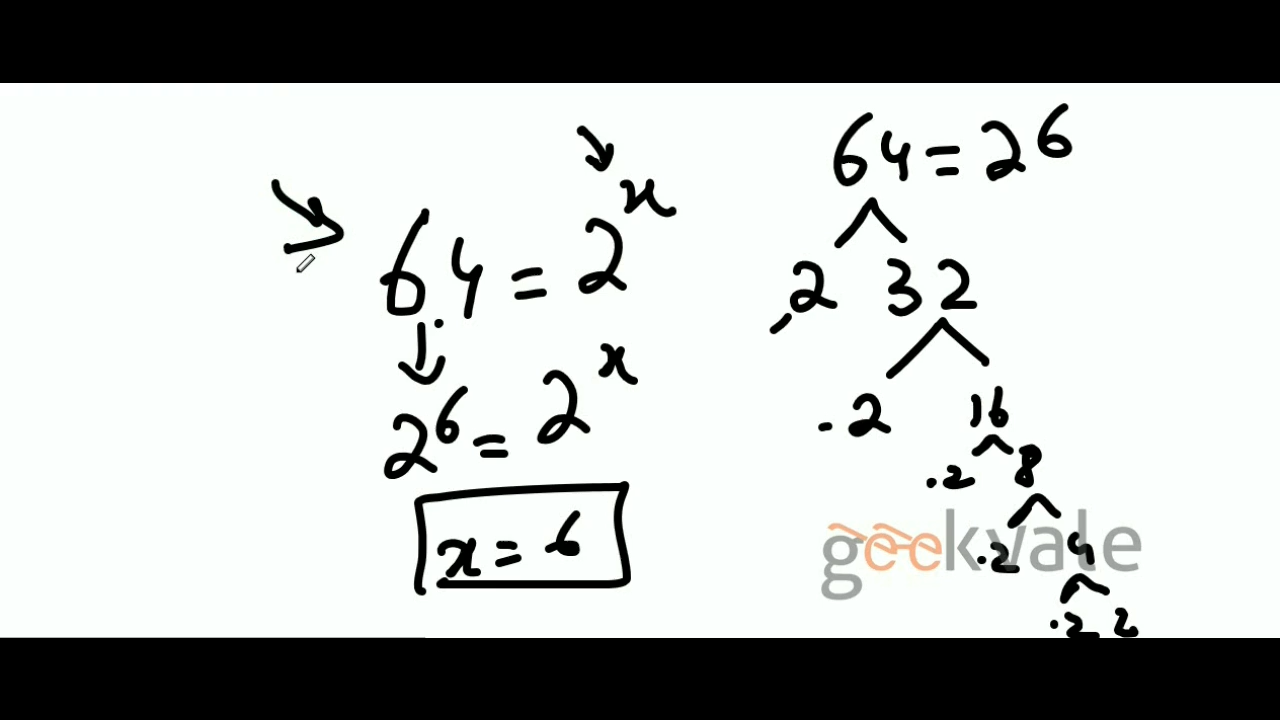 64 = 2^x
2^6 = 2^x
x = 6
64 = 2^6
2 32
2 16
2 8
2 4
2 2
geekvale